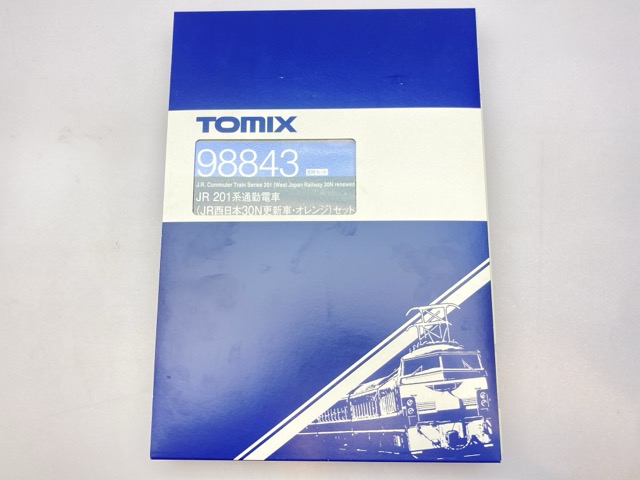 TOMIX
98843
J.R. Commuter Train Series 201 (West Japan Railway 30N renewed
JR 201系通勤電車
(JR西日本30N更新車・オレンジ)セット